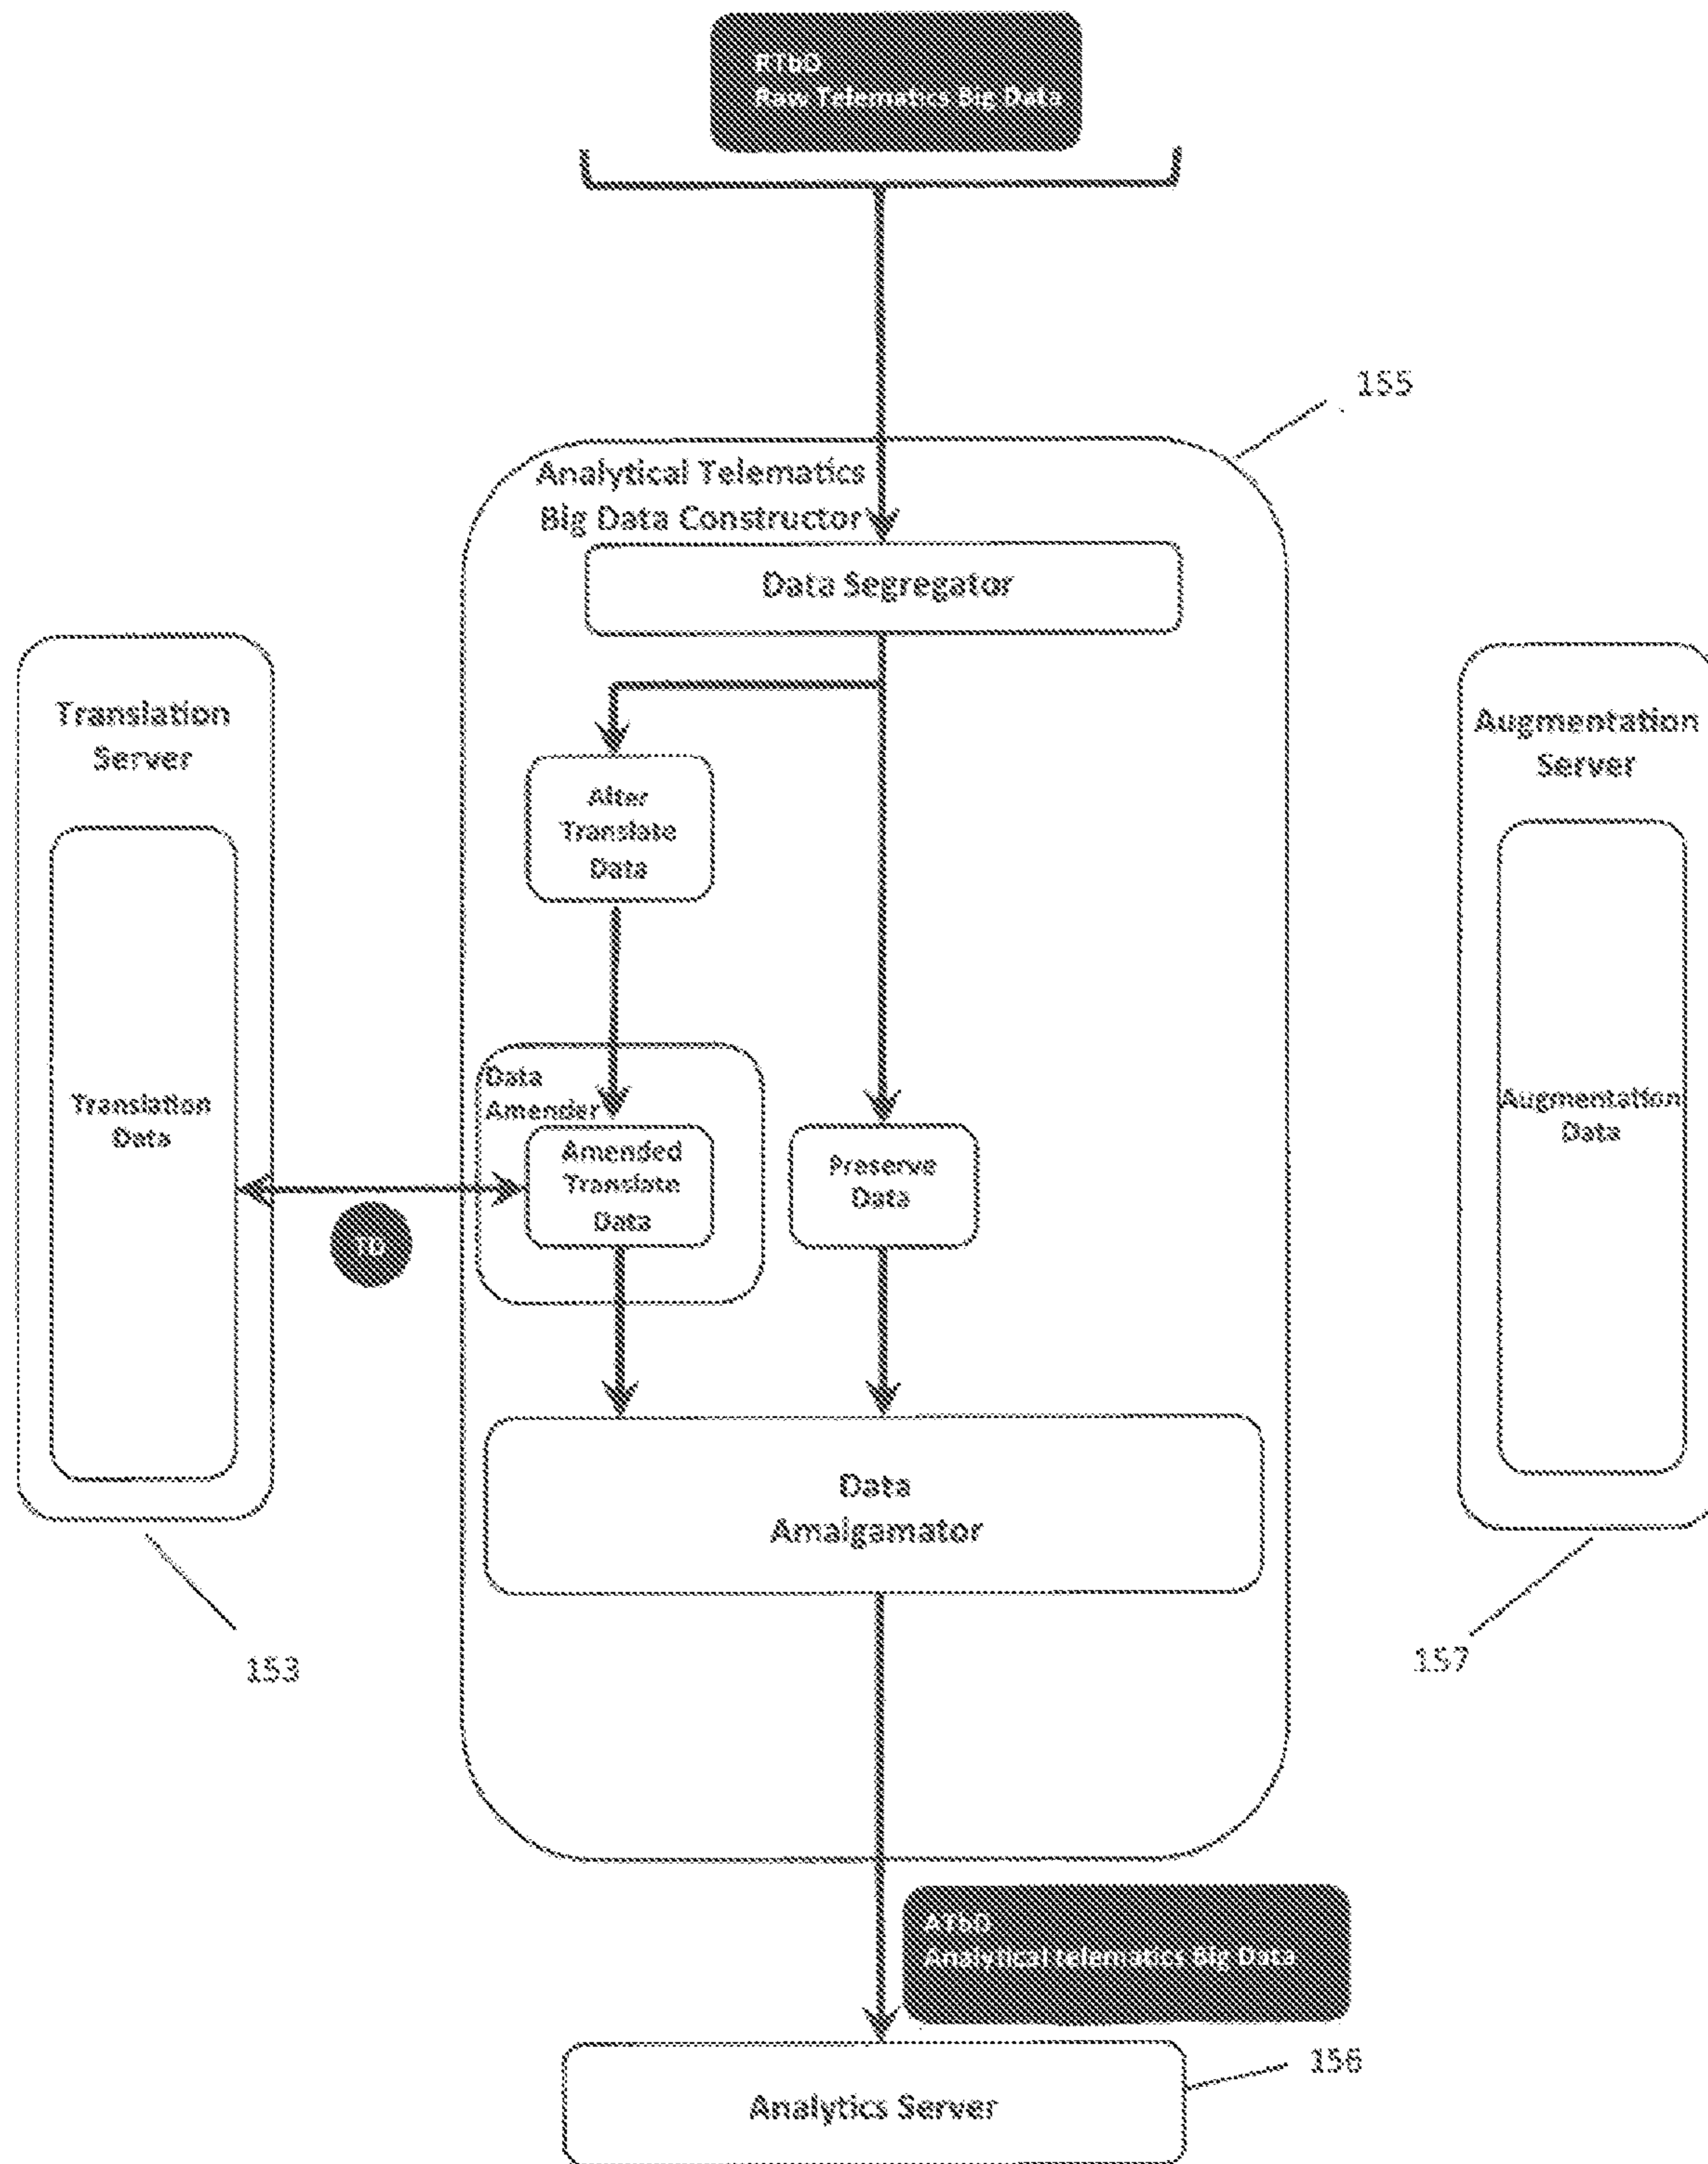 RTbD
Raw Telematics Big Data
155
Analytical Telematics
Big Data Constructor
Data Segregator
Translation
Server
Augmentation
Server
Alter
Translate
Data
Data
Amender
Translation
Data
Amended
Translate
Data
Preserve
Data
Augmentation
Data
TD
Data
Amalgamator
153
157
ATbD
Analytical telematics Big Data
156
Analytics Server